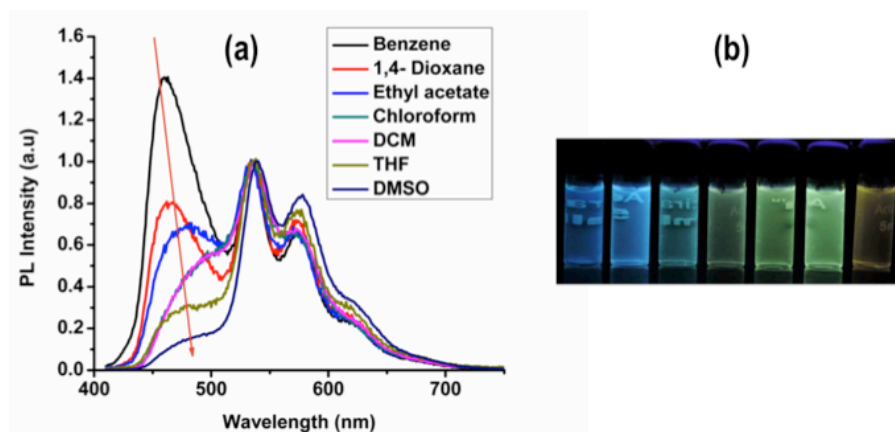 (a)
(b)
1.6
1.4
1.2
1.0
0.8
0.6
0.4
0.2
0.0
PL Intensity (a.u)
Benzene
1,4- Dioxane
Ethyl acetate
Chloroform
DCM
THF
DMSO
400
500
600
700
Wavelength (nm)